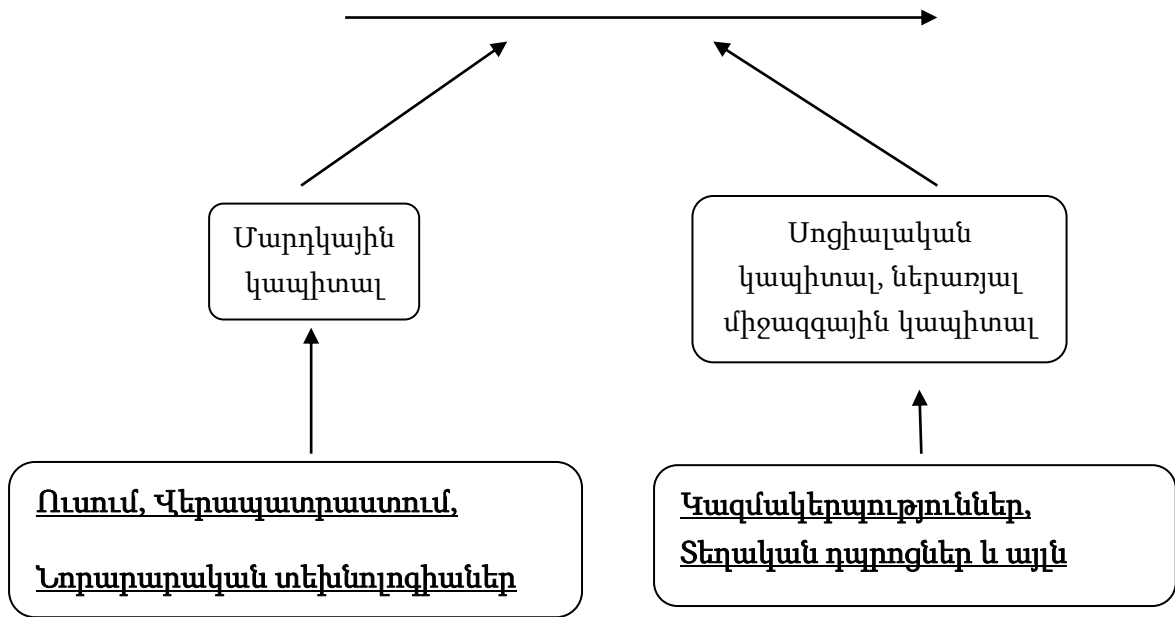 Մարդկային
կապիտալ
Սոցիալական
կապիտալ, ներառյալ
միջազգային կապիտալ
Ուսում, Վերապատրաստում,
Նորարարական տեխնոլոգիաներ
Կազմակերպություններ,
Տեղական դպրոցներ և այլն